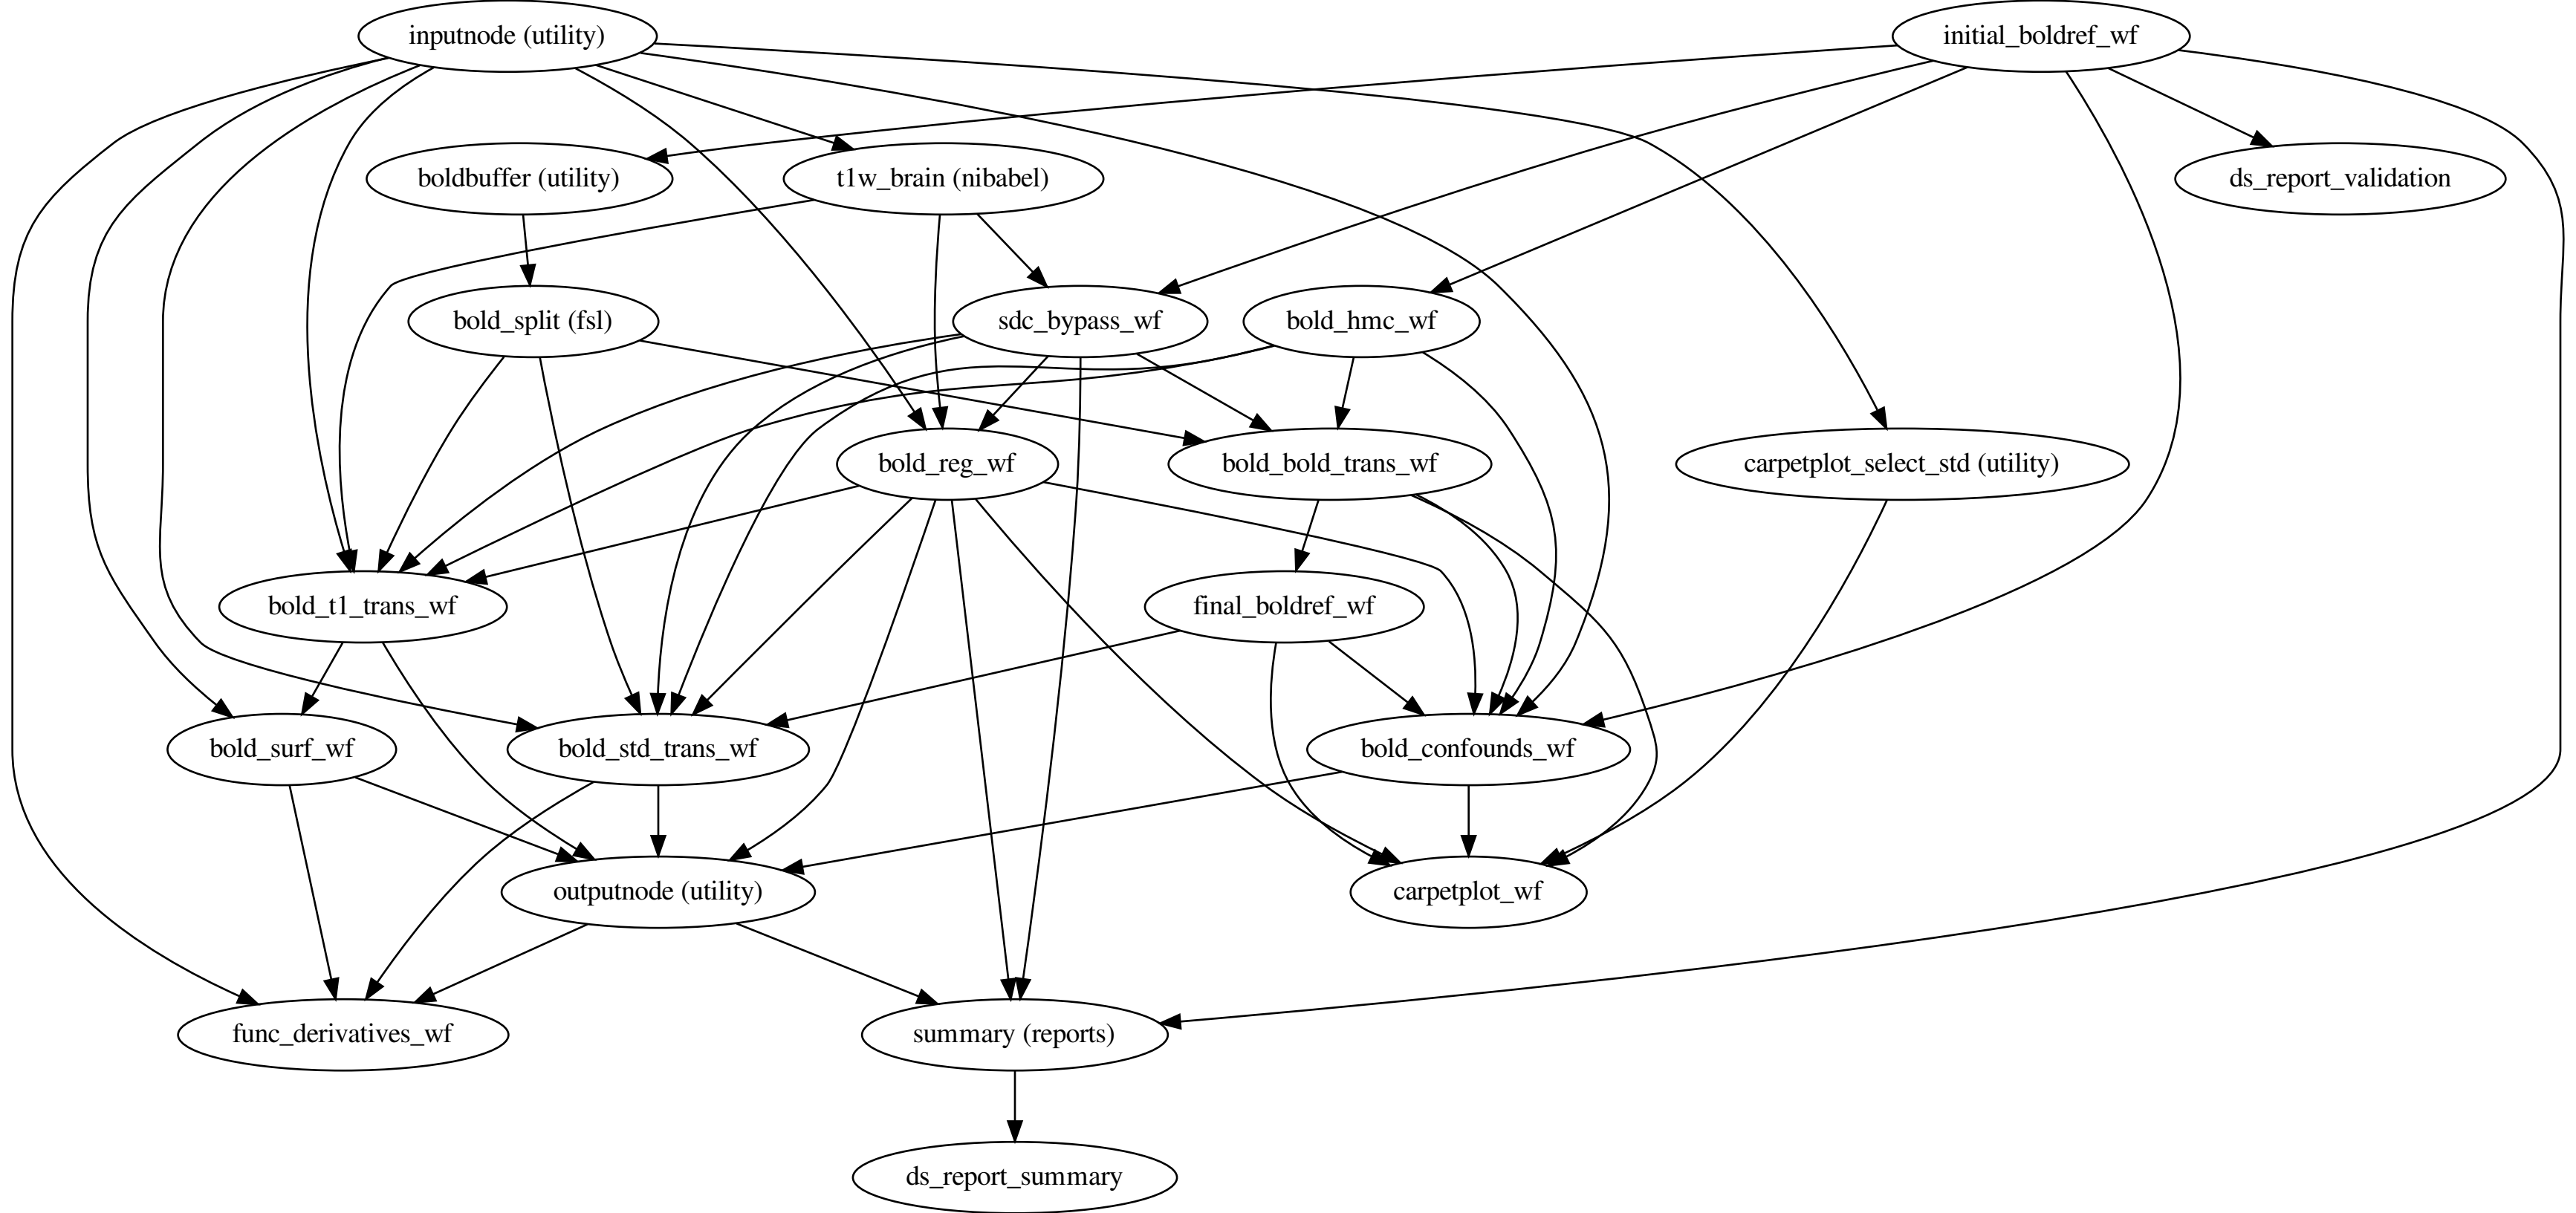 inputnode (utility)
initial_boldref_wf
boldbuffer (utility)
t1w_brain (nibabel)
ds_report_validation
bold_split (fsl)
sdc_bypass_wf
bold_hmc_wf
bold_reg_wf
bold_bold_trans_wf
carpetplot_select_std (utility)
bold_t1_trans_wf
final_boldref_wf
bold_surf_wf
bold_std_trans_wf
bold_confounds_wf
outputnode (utility)
carpetplot_wf
func_derivatives_wf
summary (reports)
ds_report_summary